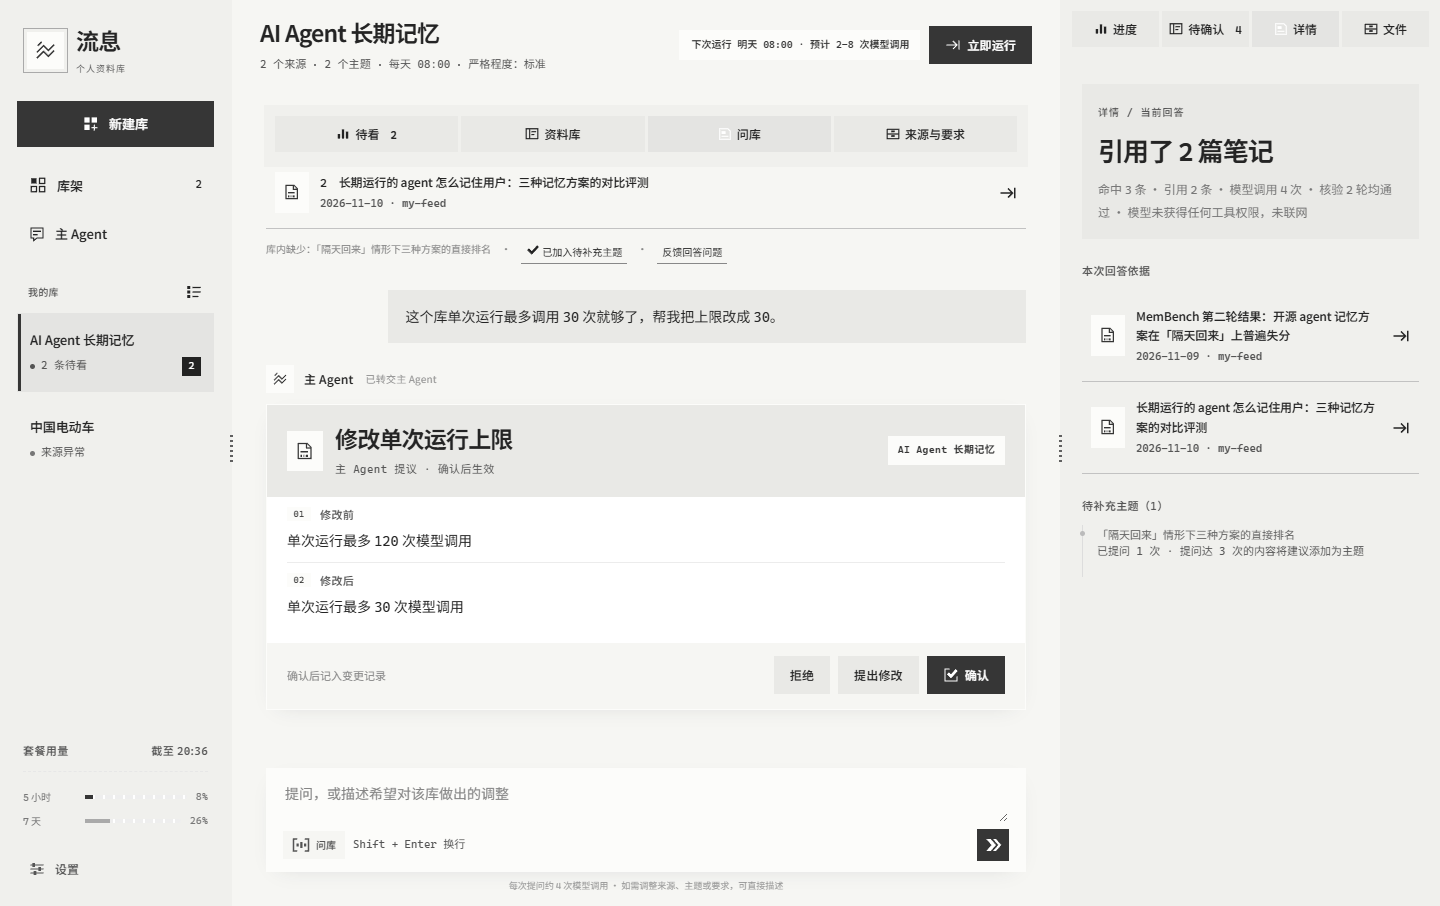 流息
个人资料库
新建库
库架 2
主 Agent
我的库
AI Agent 长期记忆
2 条待看 2
中国电动车
来源异常
套餐用量 截至 20:36
5 小时 8%
7 天 26%
设置
AI Agent 长期记忆
2 个来源 · 2 个主题 · 每天 08:00 · 严格程度：标准
下次运行 明天 08:00 · 预计 2–8 次模型调用
立即运行
待看 2
资料库
问库
来源与要求
2 长期运行的 agent 怎么记住用户：三种记忆方案的对比评测
2026-11-10 · my-feed
库内缺少：「隔天回来」情形下三种方案的直接排名 · 已加入待补充主题 · 反馈回答问题
这个库单次运行最多调用 30 次就够了，帮我把上限改成 30。
主 Agent 已转交主 Agent
修改单次运行上限
主 Agent 提议 · 确认后生效
AI Agent 长期记忆
01 修改前
单次运行最多 120 次模型调用
02 修改后
单次运行最多 30 次模型调用
确认后记入变更记录
拒绝
提出修改
确认
提问，或描述希望对该库做出的调整
问库 Shift + Enter 换行
每次提问约 4 次模型调用 · 如需调整来源、主题或要求，可直接描述
进度
待确认 4
详情
文件
详情 / 当前回答
引用了 2 篇笔记
命中 3 条 · 引用 2 条 · 模型调用 4 次 · 核验 2 轮均通
过 · 模型未获得任何工具权限，未联网
本次回答依据
MemBench 第二轮结果：开源 agent 记忆方
案在「隔天回来」上普遍失分
2026-11-09 · my-feed
长期运行的 agent 怎么记住用户：三种记忆方
案的对比评测
2026-11-10 · my-feed
待补充主题（1）
「隔天回来」情形下三种方案的直接排名
已提问 1 次 · 提问达 3 次的内容将建议添加为主题